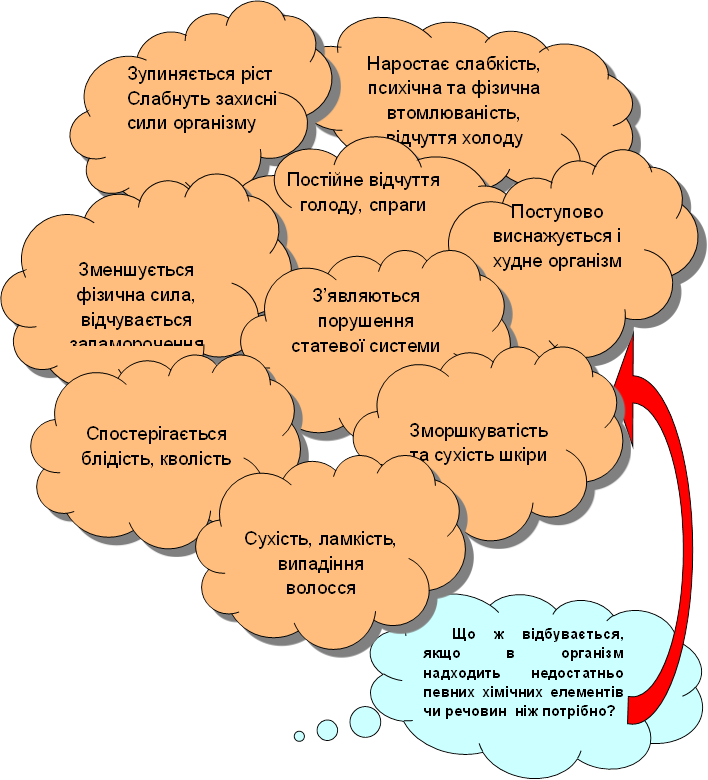 Зупиняється ріст
Слабнуть захисні
сили організму
Наростає слабкість,
психічна та фізична
втомлюваність,
відчуття холоду
Постійне відчуття
голоду, спраги
Поступово
виснажується і
худне організм
Зменшується
фізична сила,
відчувається
запаморочення
З’являються
порушення
статевої системи
Спостерігається
блідість, кволість
Зморшкуватість
та сухість шкіри
Сухість, ламкість,
випадіння
волосся
Що ж відбувається,
якщо в організм
надходить недостатньо
певних хімічних елементів
чи речовин ніж потрібно?